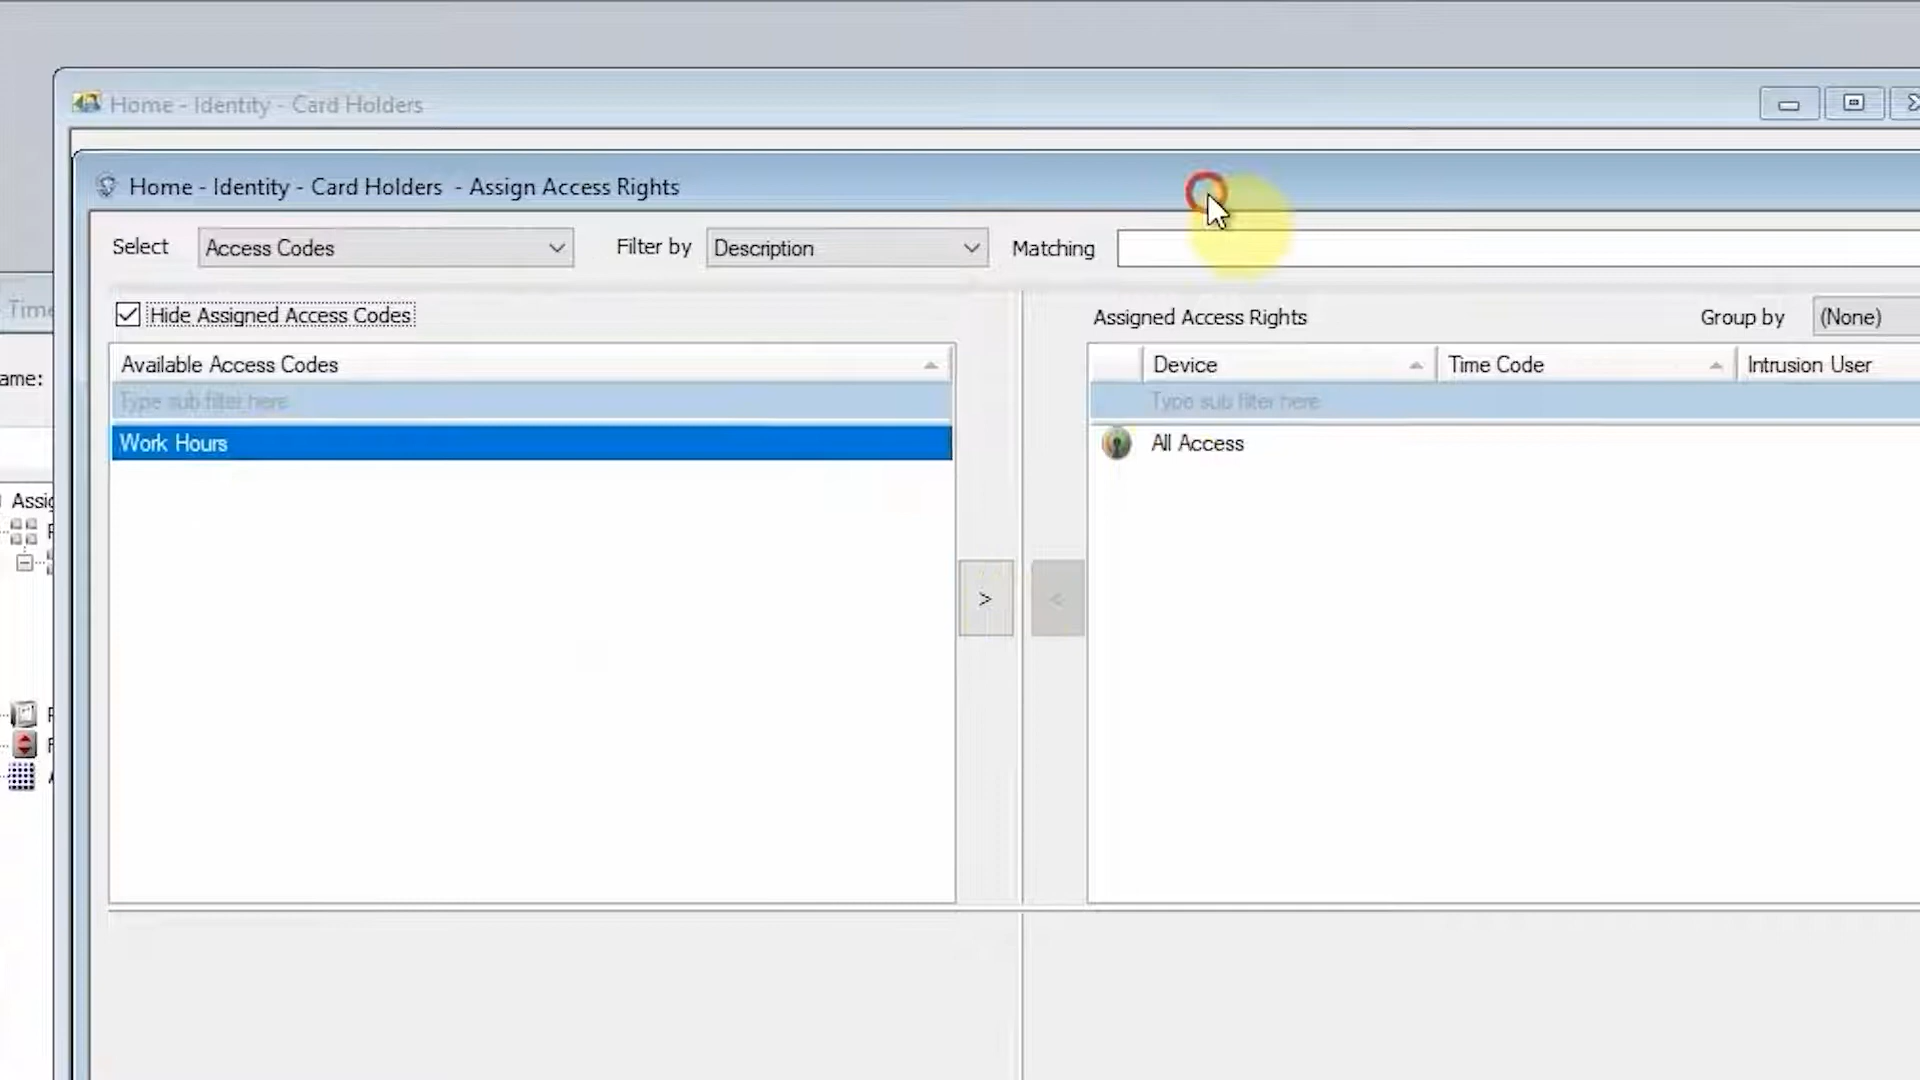 Home - Identity - Card Holders
Home - Identity - Card Holders - Assign Access Rights
Select Access Codes Filter by Description Matching
Time
Hide Assigned Access Codes
Assigned Access Rights Group by (None)
Available Access Codes
Device Time Code Intrusion User
ame:
Type sub filter here
Type sub filter here
Work Hours
All Access
Assig
>
<